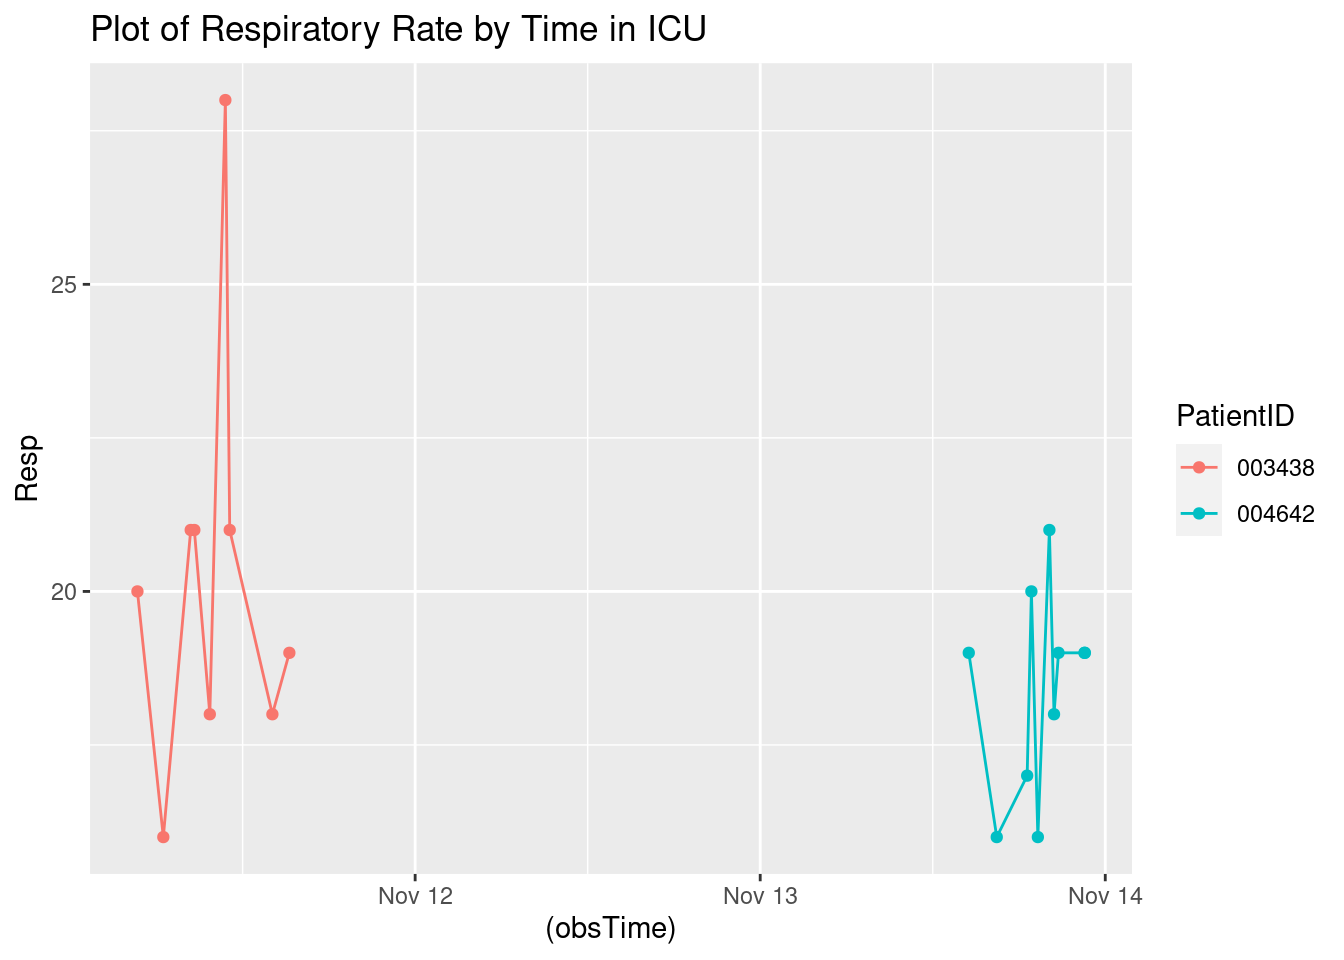 Plot of Respiratory Rate by Time in ICU
25
20
Resp
Nov 12
Nov 13
Nov 14
(obsTime)
PatientID
003438
004642